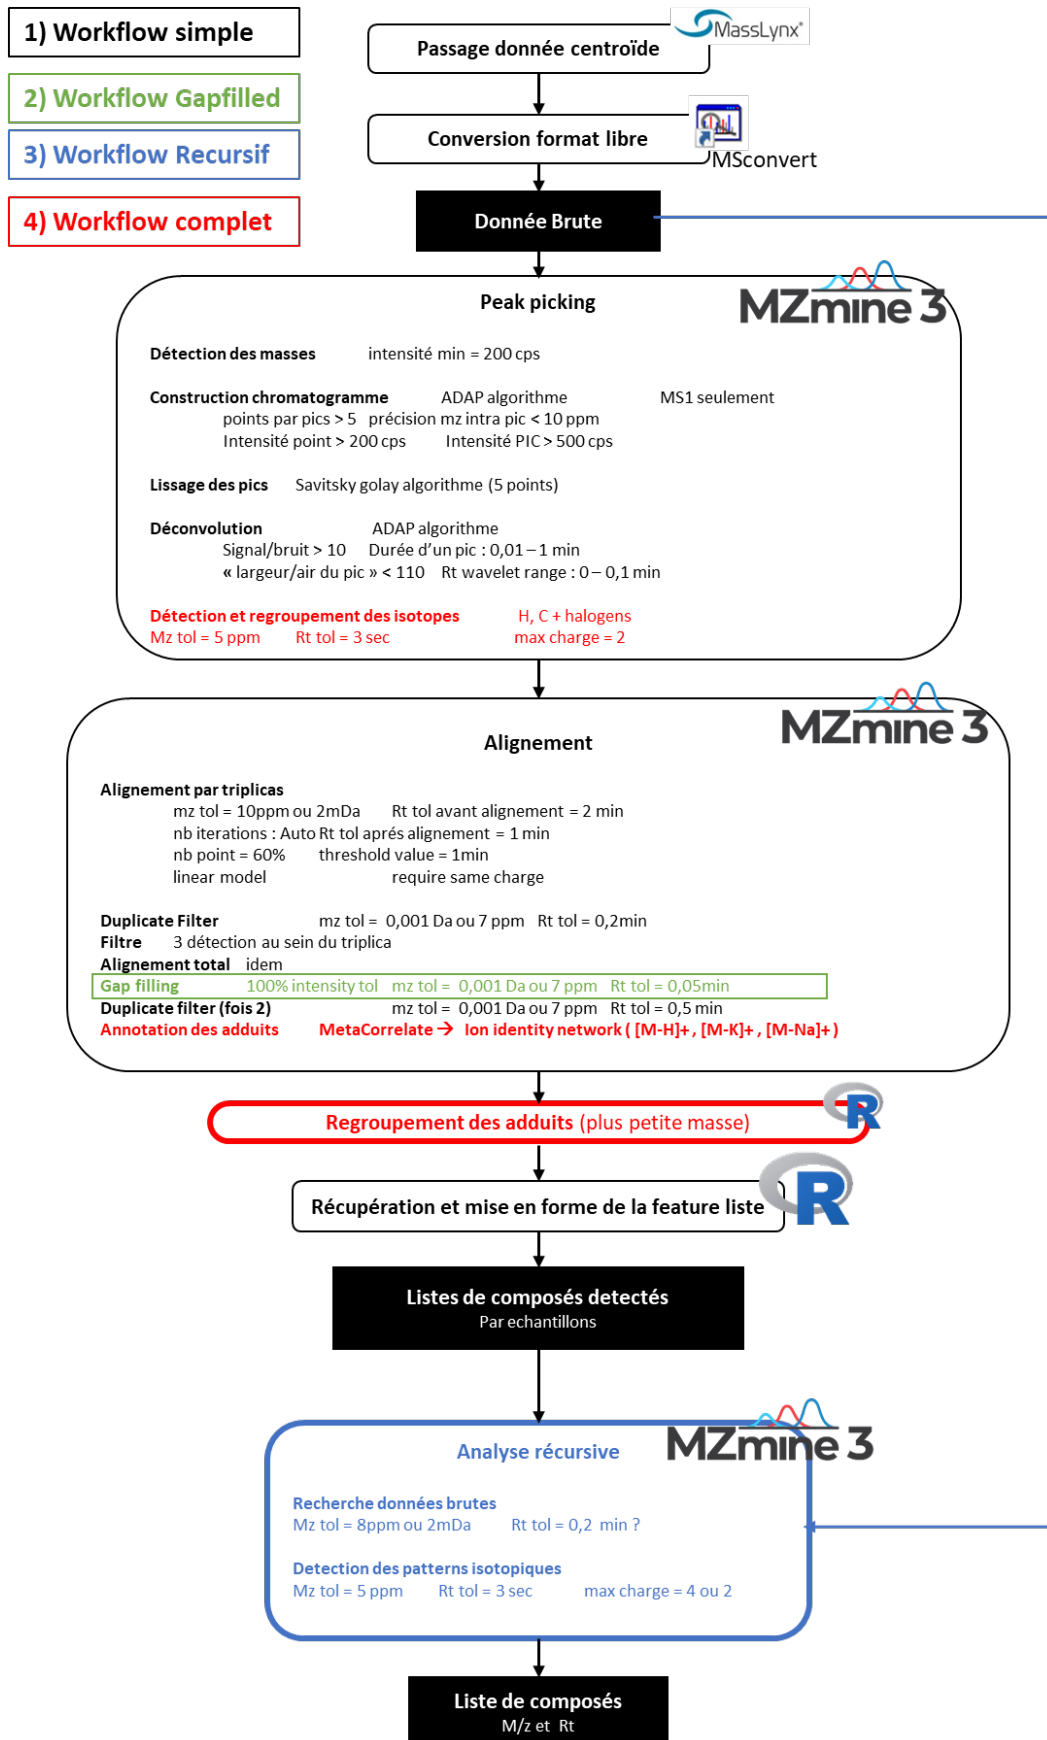 1) Workflow simple
2) Workflow Gapfilled
3) Workflow Recursif
4) Workflow complet
Passage donnée centroïde
MassLynx®
Conversion format libre
MSconvert
Donnée Brute
Peak picking
MZmine 3
Détection des masses intensité min = 200 cps
Construction chromatogramme ADAP algorithme MS1 seulement
points par pics > 5 précision mz intra pic < 10 ppm
Intensité point > 200 cps Intensité PIC > 500 cps
Lissage des pics Savitsky golay algorithme (5 points)
Déconvolution ADAP algorithme
Signal/bruit > 10 Durée d'un pic : 0,01 – 1 min
« largeur/air du pic » < 110 Rt wavelet range : 0 – 0,1 min
Détection et regroupement des isotopes H, C + halogens
Mz tol = 5 ppm Rt tol = 3 sec max charge = 2
MZmine 3
Alignement
Alignement par triplicas
mz tol = 10ppm ou 2mDa Rt tol avant alignement = 2 min
nb iterations : Auto Rt tol aprés alignement = 1 min
nb point = 60% threshold value = 1min
linear model require same charge
Duplicate Filter mz tol = 0,001 Da ou 7 ppm Rt tol = 0,2min
Filtre 3 détection au sein du triplica
Alignement total idem
Gap filling 100% intensity tol mz tol = 0,001 Da ou 7 ppm Rt tol = 0,05min
Duplicate filter (fois 2) mz tol = 0,001 Da ou 7 ppm Rt tol = 0,5 min
Annotation des adduits MetaCorrelate → Ion identity network ( [M-H]+ , [M-K]+ , [M-Na]+ )
Regroupement des adduits (plus petite masse)
R
Récupération et mise en forme de la feature liste
R
Listes de composés detectés
Par echantillons
MZmine 3
Analyse récursive
Recherche données brutes
Mz tol = 8ppm ou 2mDa Rt tol = 0,2 min ?
Detection des patterns isotopiques
Mz tol = 5 ppm Rt tol = 3 sec max charge = 4 ou 2
Liste de composés
M/z et Rt